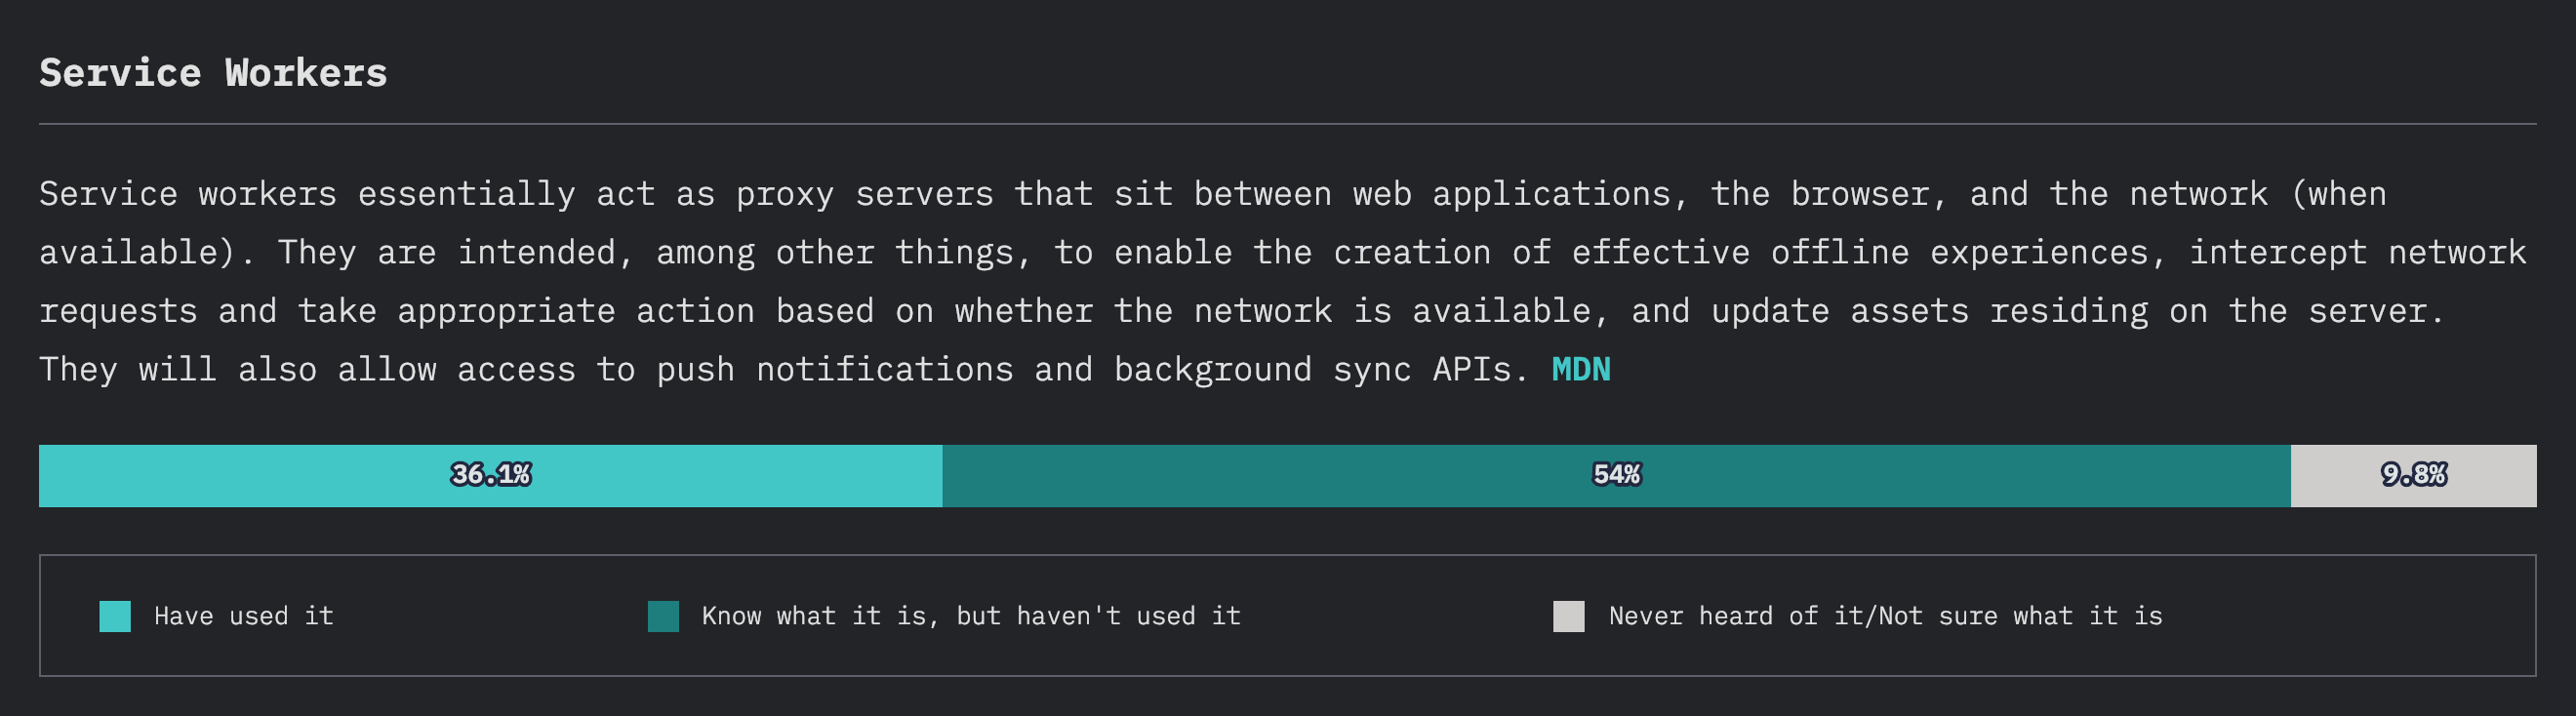 Service Workers
Service workers essentially act as proxy servers that sit between web applications, the browser, and the network (when
available). They are intended, among other things, to enable the creation of effective offline experiences, intercept network
requests and take appropriate action based on whether the network is available, and update assets residing on the server.
They will also allow access to push notifications and background sync APIs. MDN
36.1% 54% 9.8%
Have used it Know what it is, but haven't used it Never heard of it/Not sure what it is